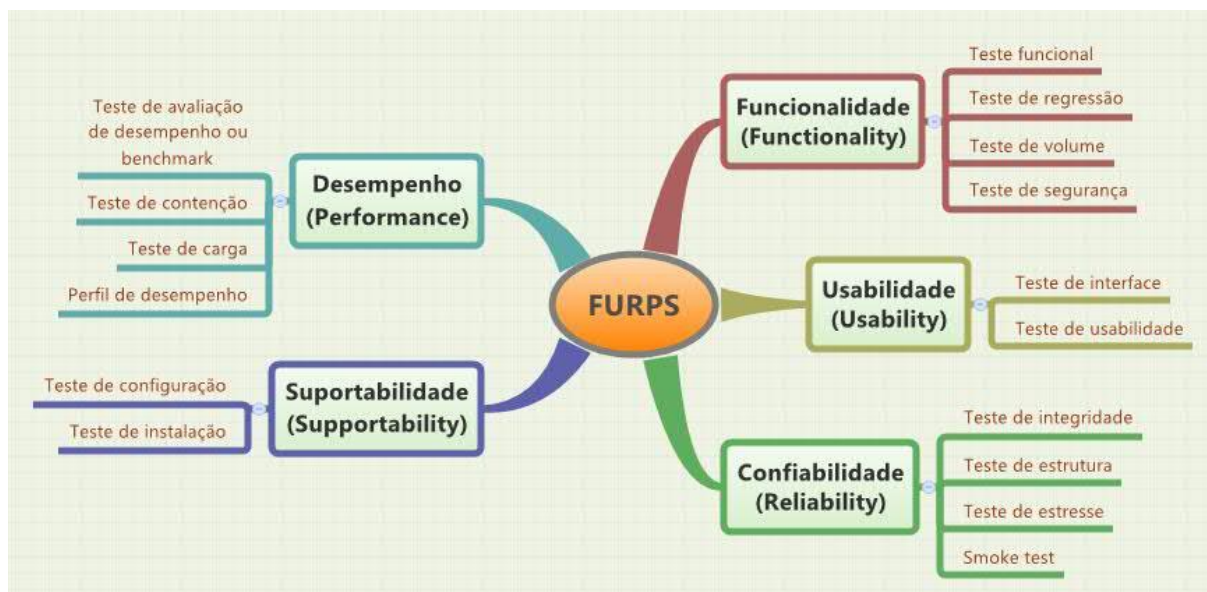 FURPS
Funcionalidade
(Functionality)
Teste funcional
Teste de regressão
Teste de volume
Teste de segurança
Usabilidade
(Usability)
Teste de interface
Teste de usabilidade
Confiabilidade
(Reliability)
Teste de integridade
Teste de estrutura
Teste de estresse
Smoke test
Desempenho
(Performance)
Teste de avaliação
de desempenho ou
benchmark
Teste de contenção
Teste de carga
Perfil de desempenho
Suportabilidade
(Supportability)
Teste de configuração
Teste de instalação